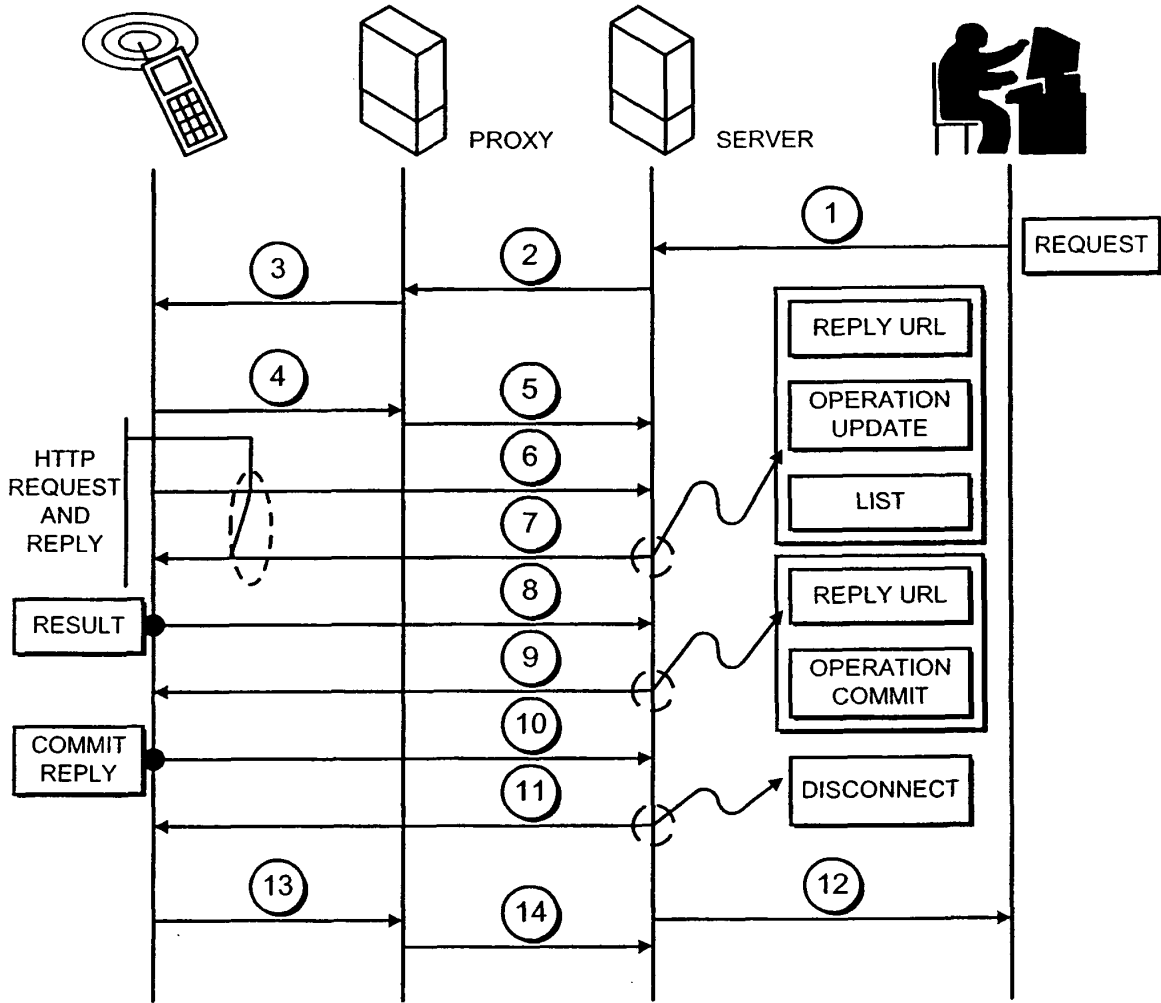 PROXY
SERVER
1
REQUEST
2
3
REPLY URL
4
5
OPERATION
UPDATE
HTTP
REQUEST
AND
REPLY
6
LIST
7
8
REPLY URL
RESULT
9
OPERATION
COMMIT
10
COMMIT
REPLY
11
DISCONNECT
13
14
12